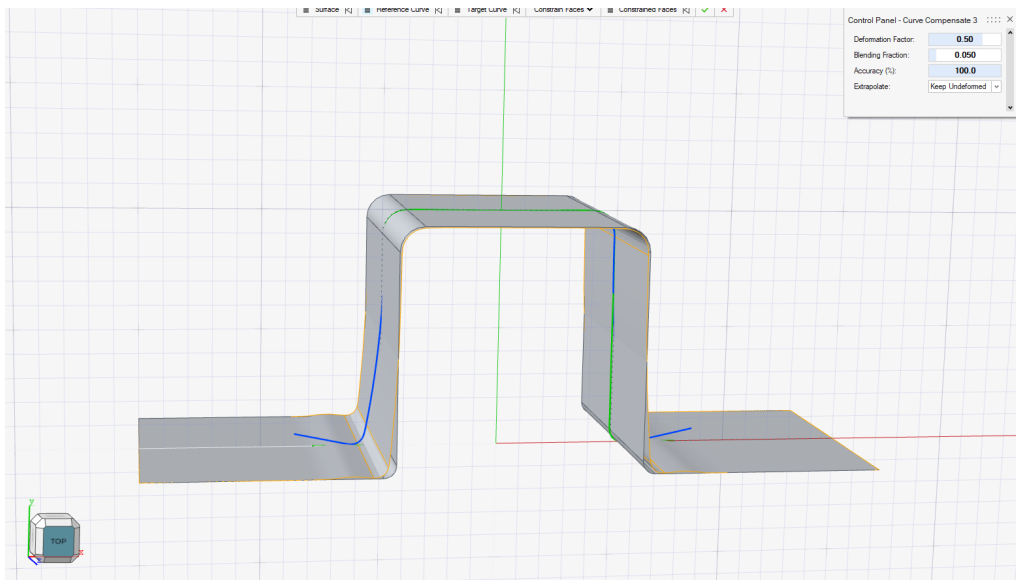 Surface Reference Curve Target Curve Constrain Faces Constrained Faces
Control Panel - Curve Compensate 3
Deformation Factor: 0.50
Blending Fraction: 0.050
Accuracy (%): 100.0
Extrapolate: Keep Undeformed
y
TOP
x